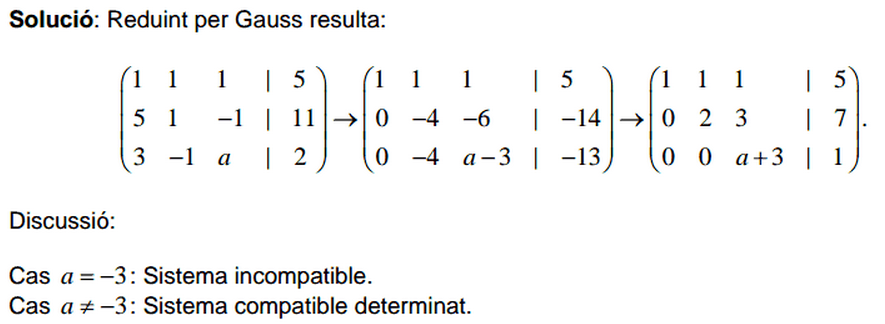 Solució: Reduint per Gauss resulta:
( 1 1 1 | 5 ) ( 1 1 1 | 5 ) ( 1 1 1 | 5 )
( 5 1 −1 | 11 ) → ( 0 −4 −6 | −14 ) → ( 0 2 3 | 7 ).
( 3 −1 a | 2 ) ( 0 −4 a−3 | −13 ) ( 0 0 a+3 | 1 )
Discussió:
Cas a = −3: Sistema incompatible.
Cas a ≠ −3: Sistema compatible determinat.